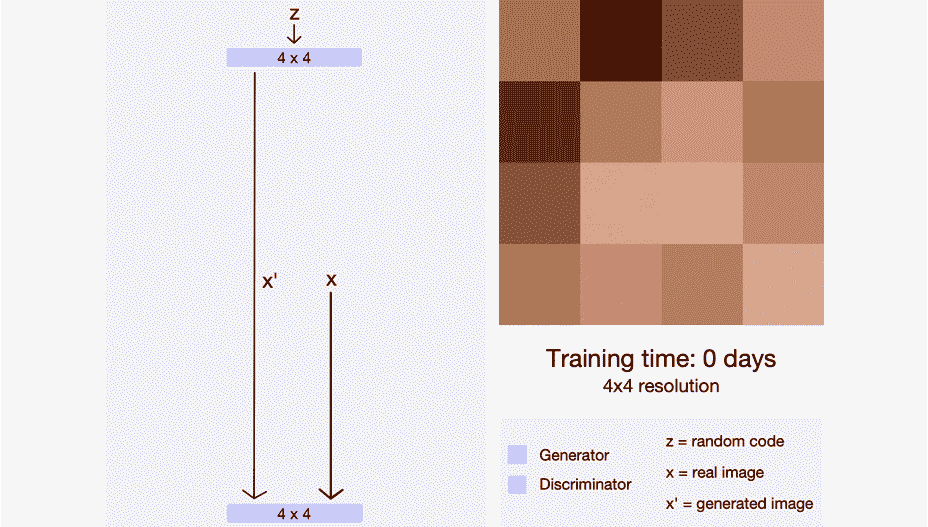 z
4 x 4
x'
x
4 x 4
Training time: 0 days
4x4 resolution
Generator
Discriminator
z = random code
x = real image
x' = generated image